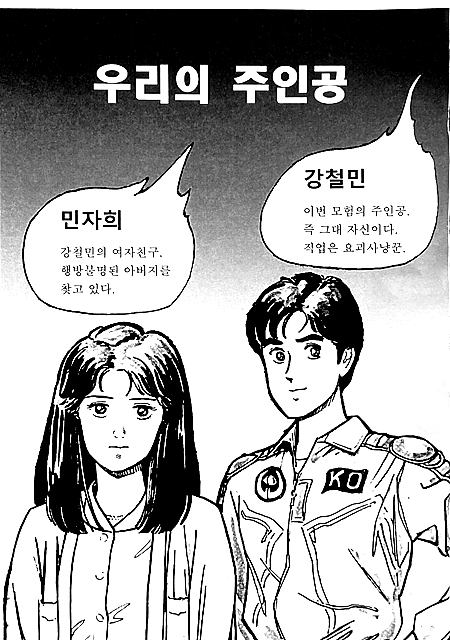 우리의 주인공
민자희
강철민의 여자친구.
행방불명된 아버지를
찾고 있다.
강철민
이번 모험의 주인공.
즉 그대 자신이다.
직업은 요괴사냥꾼.
KO